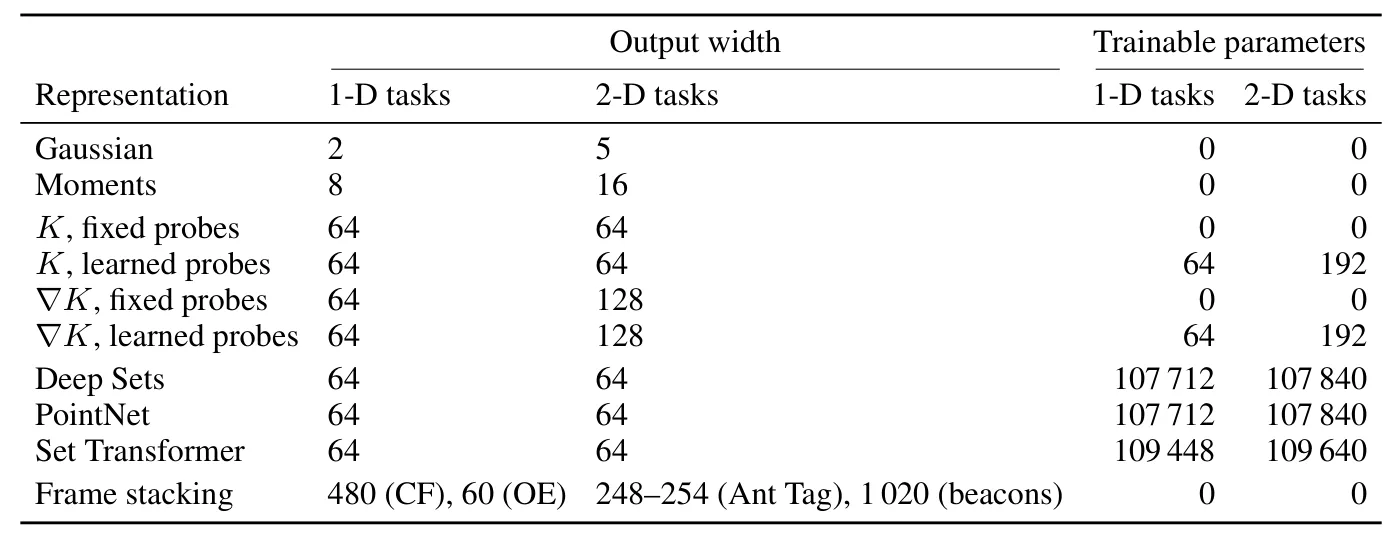 Output width Trainable parameters
Representation 1-D tasks 2-D tasks 1-D tasks 2-D tasks
Gaussian 2 5 0 0
Moments 8 16 0 0
K, fixed probes 64 64 0 0
K, learned probes 64 64 64 192
∇K, fixed probes 64 128 0 0
∇K, learned probes 64 128 64 192
Deep Sets 64 64 107 712 107 840
PointNet 64 64 107 712 107 840
Set Transformer 64 64 109 448 109 640
Frame stacking 480 (CF), 60 (OE) 248–254 (Ant Tag), 1 020 (beacons) 0 0